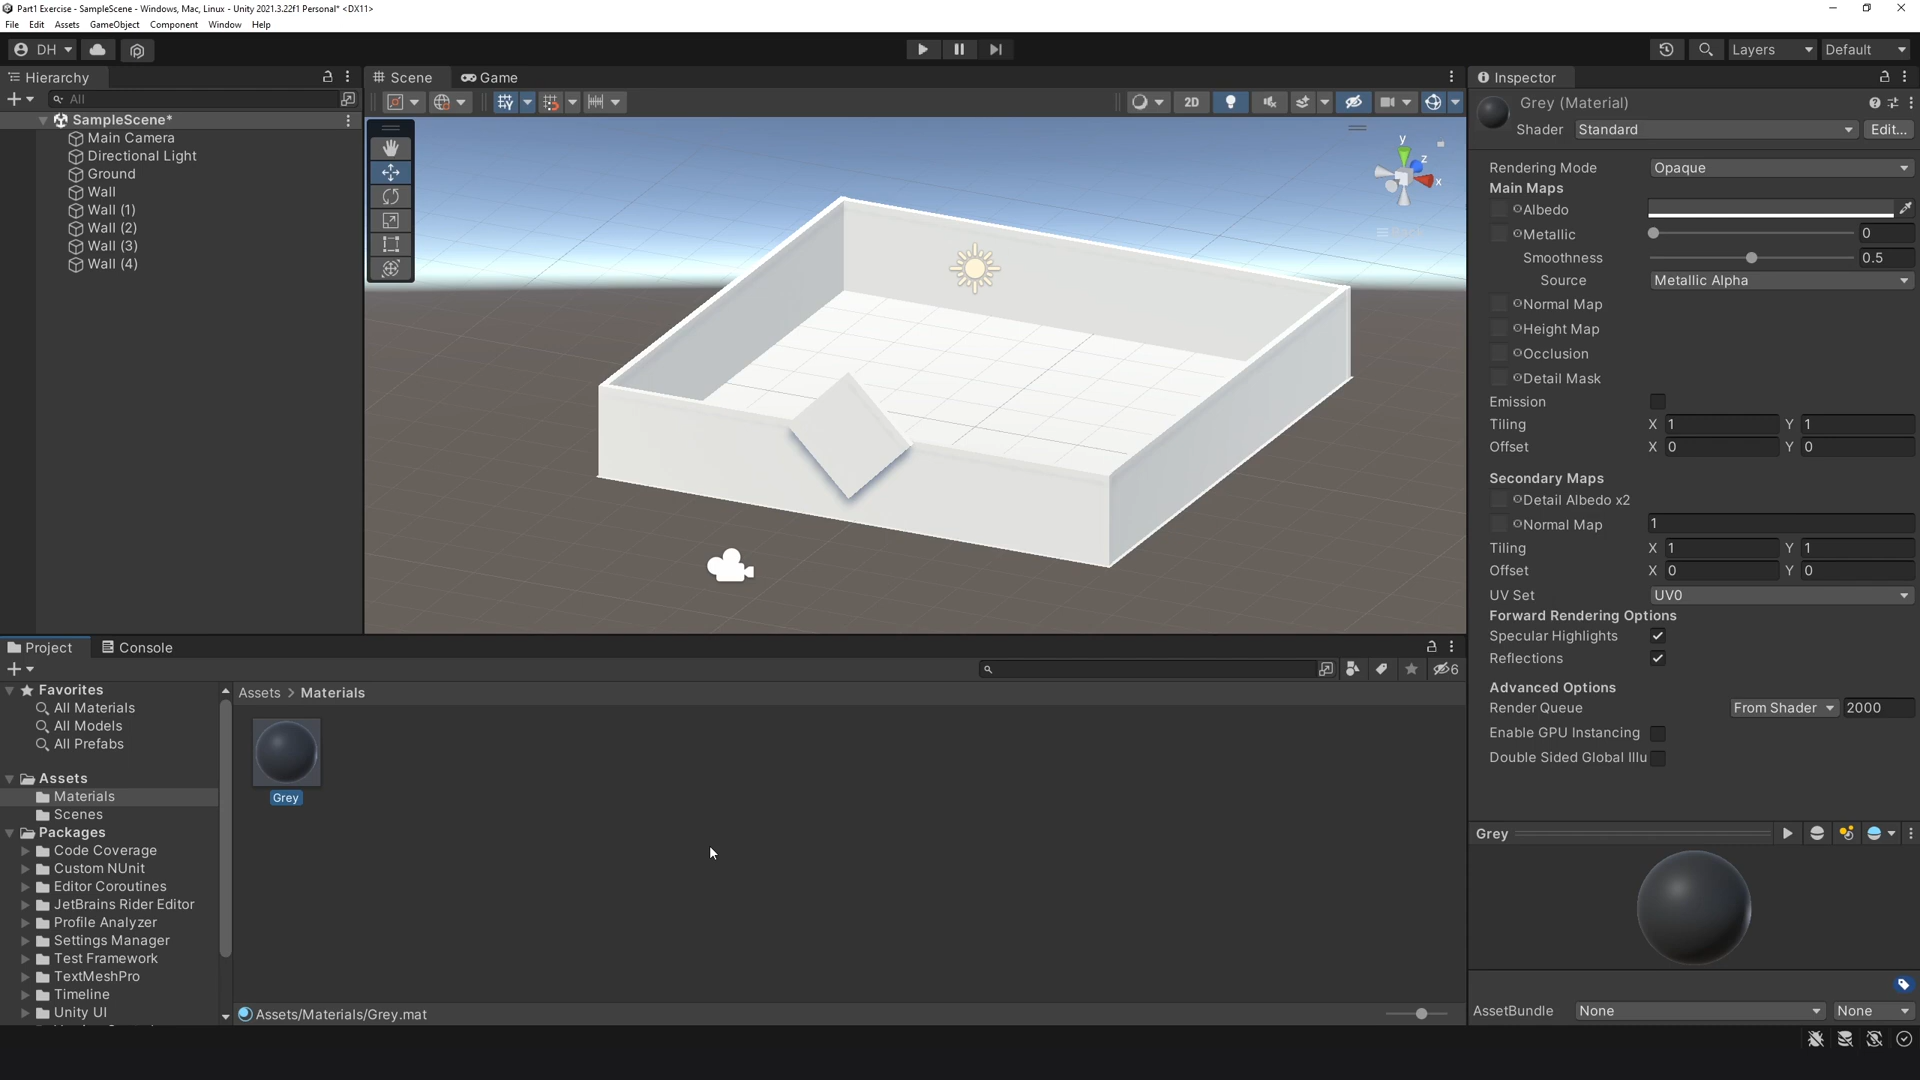 Part1 Exercise - SampleScene - Windows, Mac, Linux - Unity 2021.3.22f1 Personal* <DX11>
File Edit Assets GameObject Component Window Help
DH
Layers
Default
Hierarchy
All
SampleScene*
Main Camera
Directional Light
Ground
Wall
Wall (1)
Wall (2)
Wall (3)
Wall (4)
Scene
Game
2D
y
z
x
Inspector
Grey (Material)
Shader Standard Edit...
Rendering Mode Opaque
Main Maps
Albedo
Metallic 0
Smoothness 0.5
Source Metallic Alpha
Normal Map
Height Map
Occlusion
Detail Mask
Emission
Tiling X 1 Y 1
Offset X 0 Y 0
Secondary Maps
Detail Albedo x2
Normal Map 1
Tiling X 1 Y 1
Offset X 0 Y 0
UV Set UV0
Forward Rendering Options
Specular Highlights
Reflections
Advanced Options
Render Queue From Shader 2000
Enable GPU Instancing
Double Sided Global Illu
Grey
AssetBundle None None
Project
Console
6
Favorites
All Materials
All Models
All Prefabs
Assets
Materials
Scenes
Packages
Code Coverage
Custom NUnit
Editor Coroutines
JetBrains Rider Editor
Profile Analyzer
Settings Manager
Test Framework
TextMeshPro
Timeline
Unity UI
Assets > Materials
Grey
Assets/Materials/Grey.mat